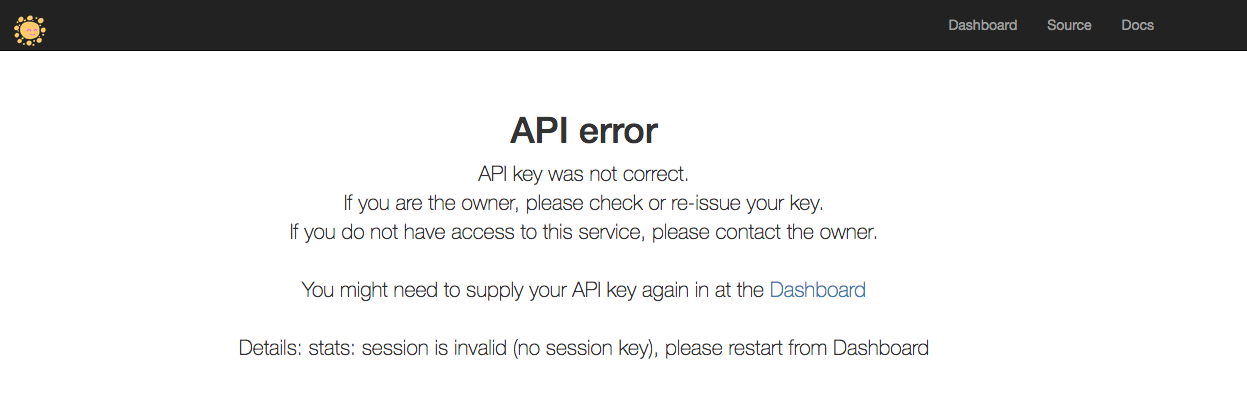 Dashboard Source Docs
API error
API key was not correct.
If you are the owner, please check or re-issue your key.
If you do not have access to this service, please contact the owner.
You might need to supply your API key again in at the Dashboard
Details: stats: session is invalid (no session key), please restart from Dashboard